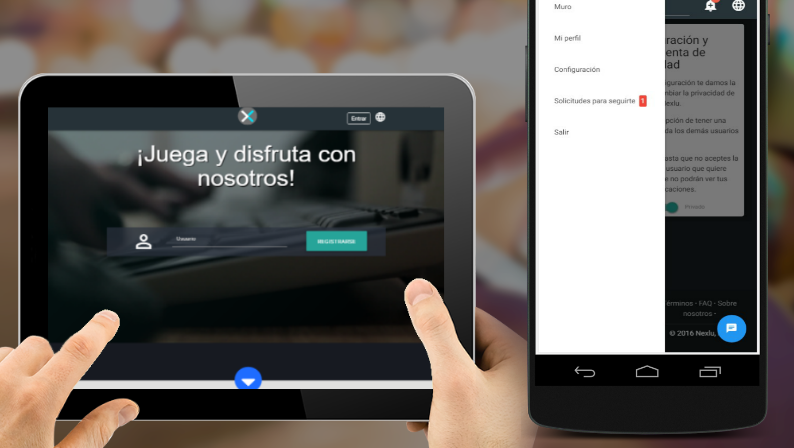 Entrar
¡Juega y disfruta con
nosotros!
Usuario
REGISTRARSE
Muro
Mi perfil
Configuración
Solicitudes para seguirte 1
Salir
ración y
enta de
dad
iguración te damos la
mbiar la privacidad de
Nexlu.
pción de tener una
da los demás usuarios
asta que no aceptes la
usuario que quiere
e no podrán ver tus
caciones.
Privado
Términos - FAQ - Sobre
nosotros -
© 2016 Nexlu,